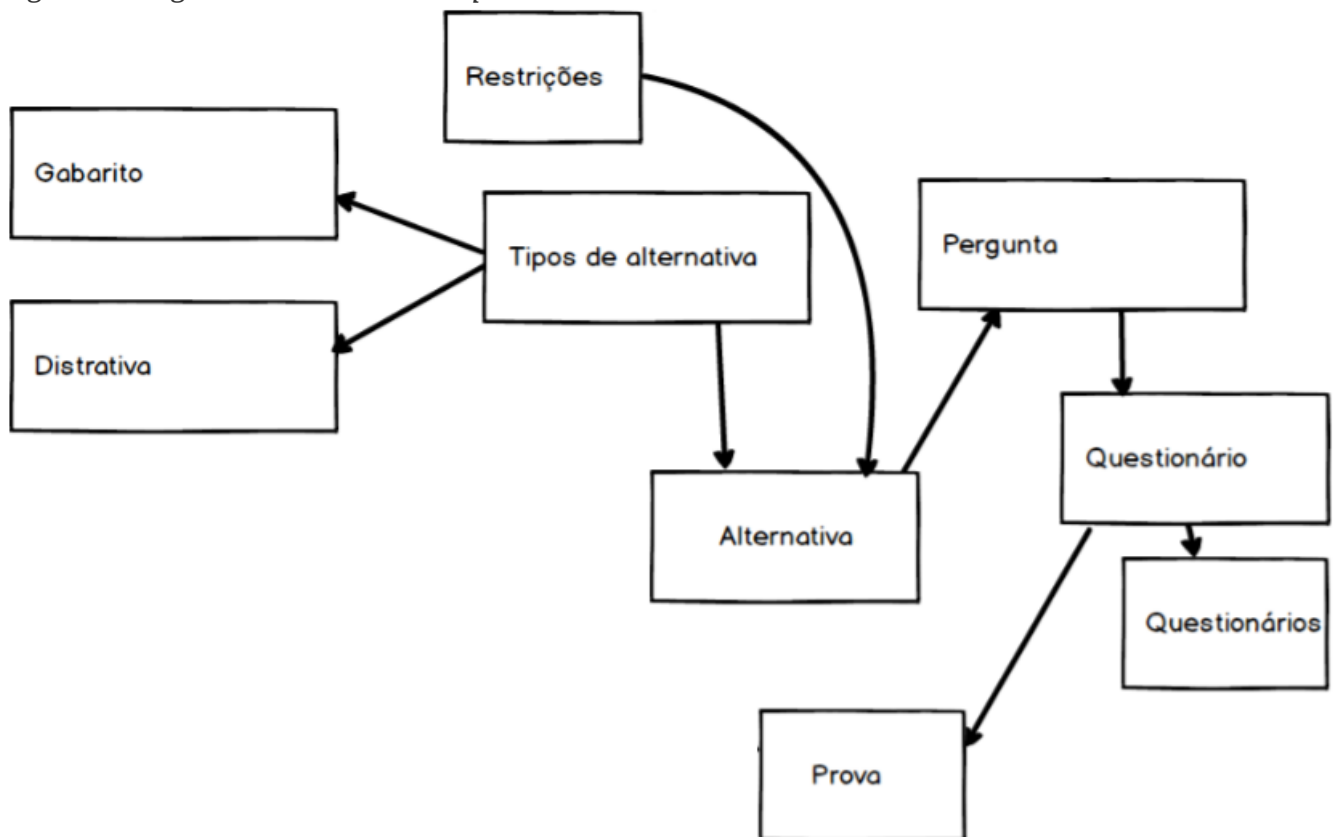 Restrições
Gabarito
Tipos de alternativa
Pergunta
Distrativa
Questionário
Alternativa
Questionários
Prova